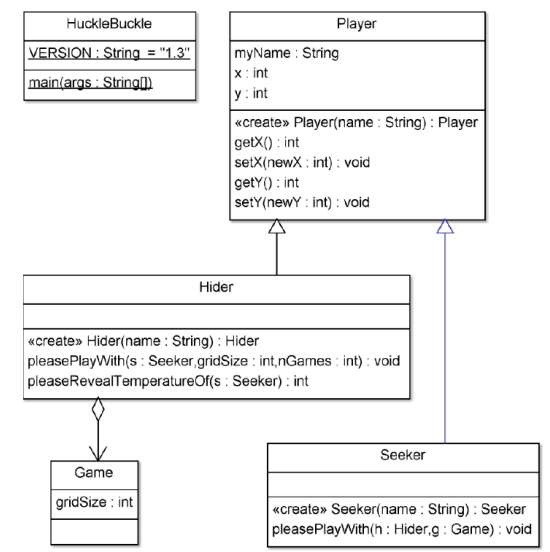 HuckleBuckle
VERSION : String = "1.3"
main(args : String[])
Player
myName : String
x : int
y : int
«create» Player(name : String) : Player
getX() : int
setX(newX : int) : void
getY() : int
setY(newY : int) : void
Hider
«create» Hider(name : String) : Hider
pleasePlayWith(s : Seeker,gridSize : int,nGames : int) : void
pleaseRevealTemperatureOf(s : Seeker) : int
Game
gridSize : int
Seeker
«create» Seeker(name : String) : Seeker
pleasePlayWith(h : Hider,g : Game) : void